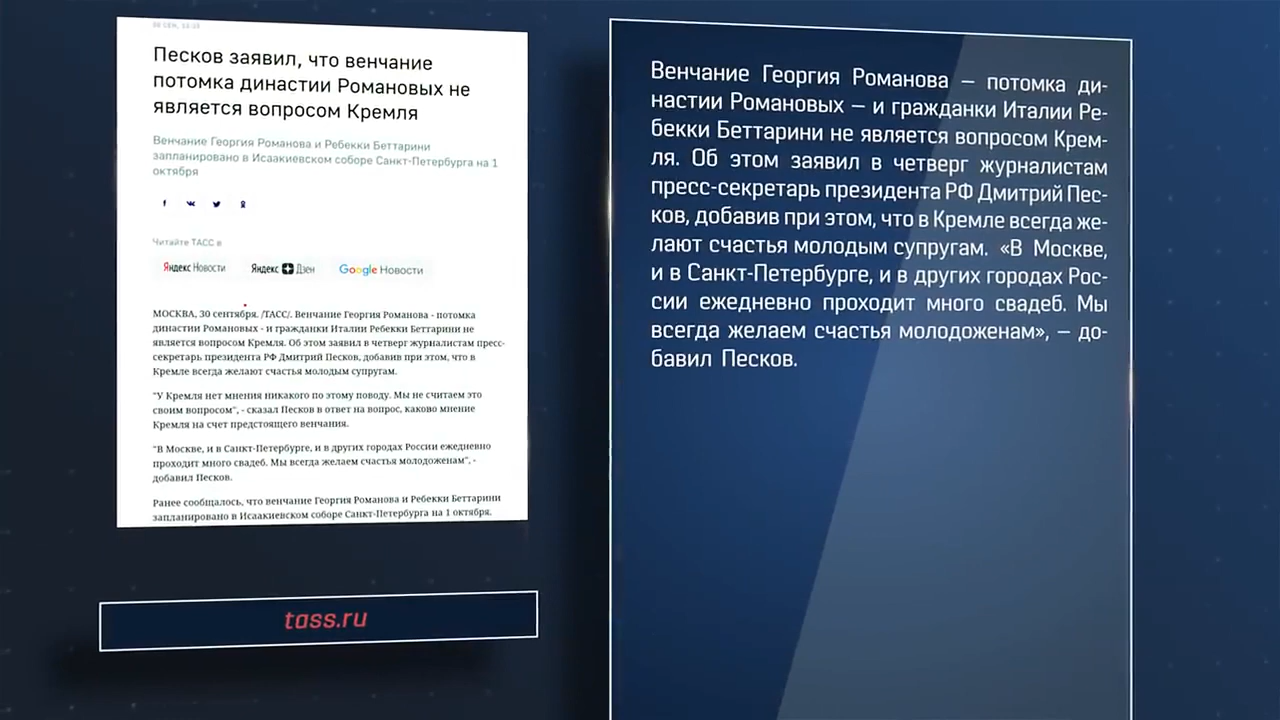 30 СЕН, 13:35
Песков заявил, что венчание
потомка династии Романовых не
является вопросом Кремля
Венчание Георгия Романова и Ребекки Беттарини
запланировано в Исаакиевском соборе Санкт-Петербурга на 1
октября
Читайте ТАСС в
Яндекс Новости
Яндекс Дзен
Google Новости
МОСКВА, 30 сентября. /ТАСС/. Венчание Георгия Романова - потомка
династии Романовых - и гражданки Италии Ребекки Беттарини не
является вопросом Кремля. Об этом заявил в четверг журналистам пресс-
секретарь президента РФ Дмитрий Песков, добавив при этом, что в
Кремле всегда желают счастья молодым супругам.
"У Кремля нет мнения никакого по этому поводу. Мы не считаем это
своим вопросом", - сказал Песков в ответ на вопрос, каково мнение
Кремля на счет предстоящего венчания.
"В Москве, и в Санкт-Петербурге, и в других городах России ежедневно
проходит много свадеб. Мы всегда желаем счастья молодоженам", -
добавил Песков.
Ранее сообщалось, что венчание Георгия Романова и Ребекки Беттарини
запланировано в Исаакиевском соборе Санкт-Петербурга на 1 октября.
tass.ru
Венчание Георгия Романова — потомка ди-
настии Романовых — и гражданки Италии Ре-
бекки Беттарини не является вопросом Крем-
ля. Об этом заявил в четверг журналистам
пресс-секретарь президента РФ Дмитрий Пес-
ков, добавив при этом, что в Кремле всегда же-
лают счастья молодым супругам. «В Москве,
и в Санкт-Петербурге, и в других городах Рос-
сии ежедневно проходит много свадеб. Мы
всегда желаем счастья молодоженам», — до-
бавил Песков.